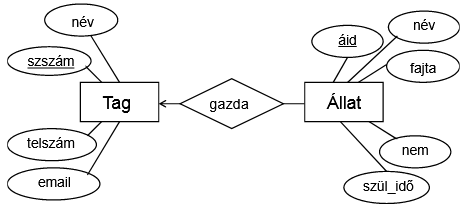 név
szszám
Tag
telszám
email
gazda
áid
név
fajta
Állat
nem
szül_idő